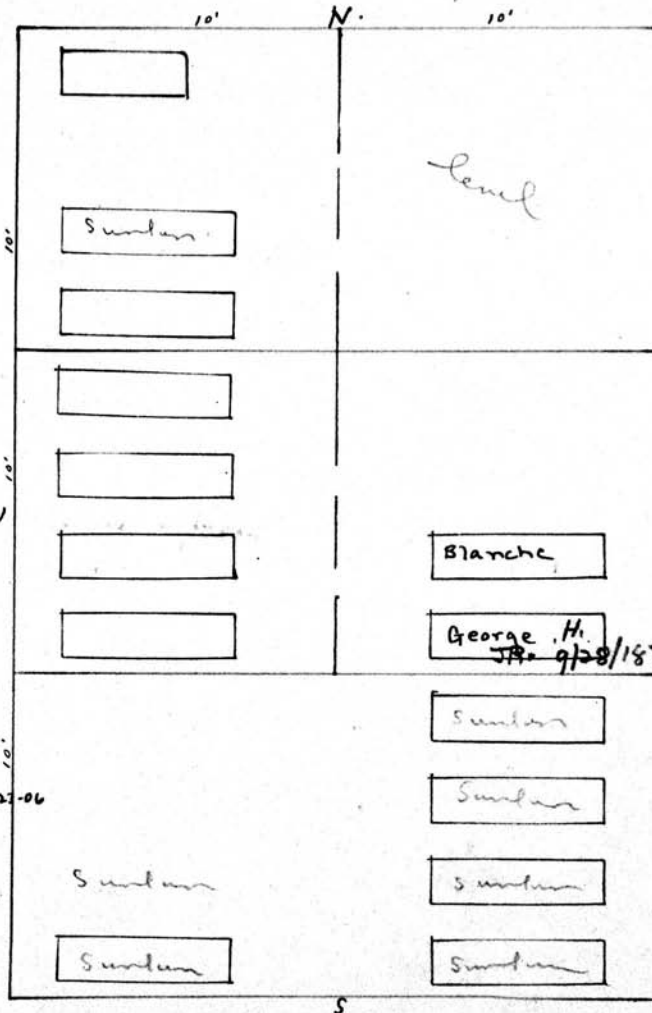 10' N. 10'
level
Sunken
10'
10'
Blanche
George H.
JR. 9/28/18
Sunken
10'
Sunken
-06
Sunken Sunken
Sunken Sunken
S